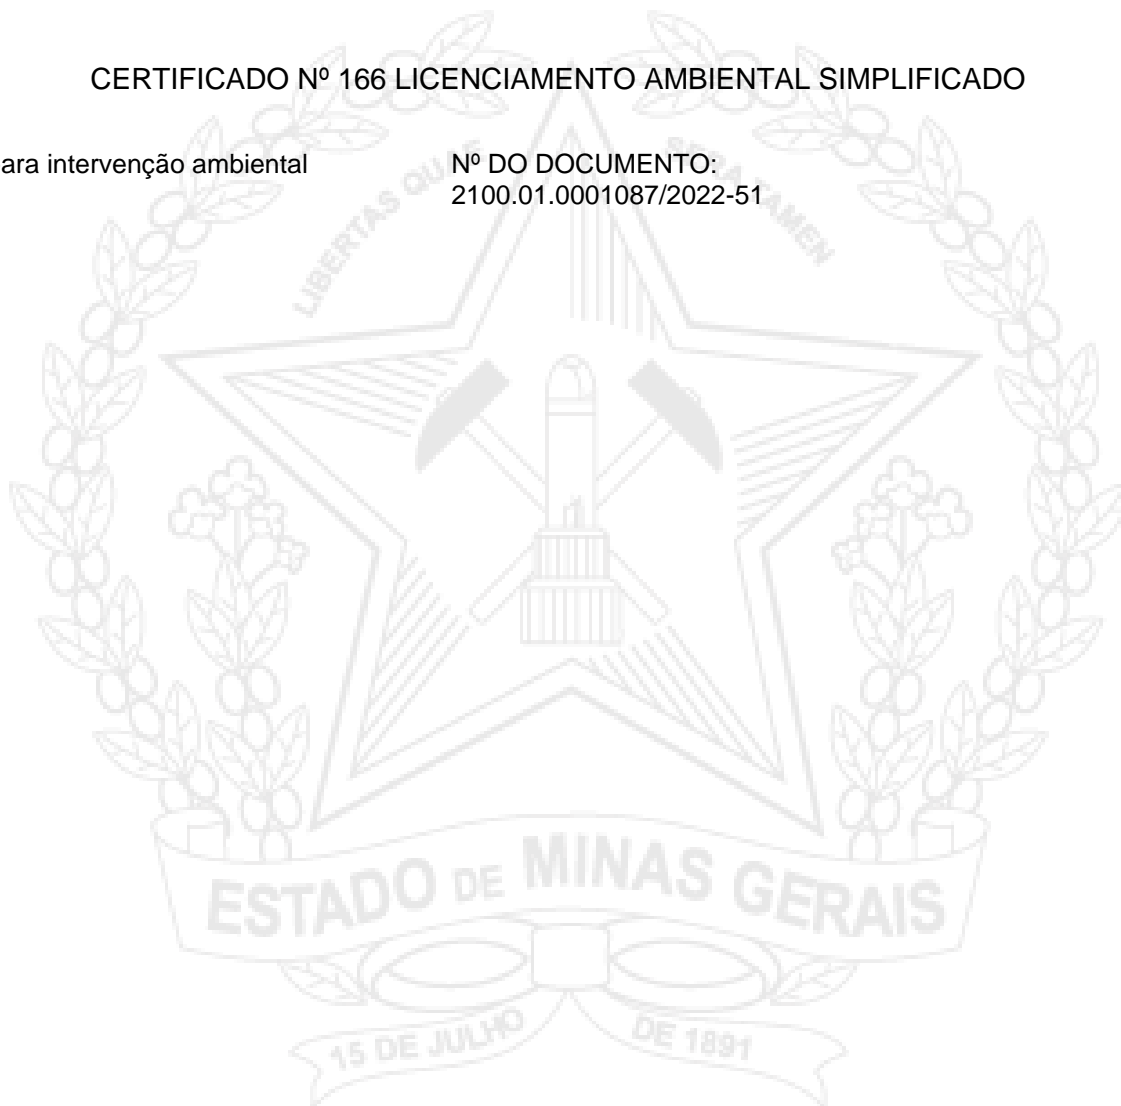 CERTIFICADO Nº 166 LICENCIAMENTO AMBIENTAL SIMPLIFICADO
ara intervenção ambiental
Nº DO DOCUMENTO:
2100.01.0001087/2022-51
LIBERTAS QUÆ SERA TAMEN
ESTADO DE MINAS GERAIS
15 DE JULHO DE 1891